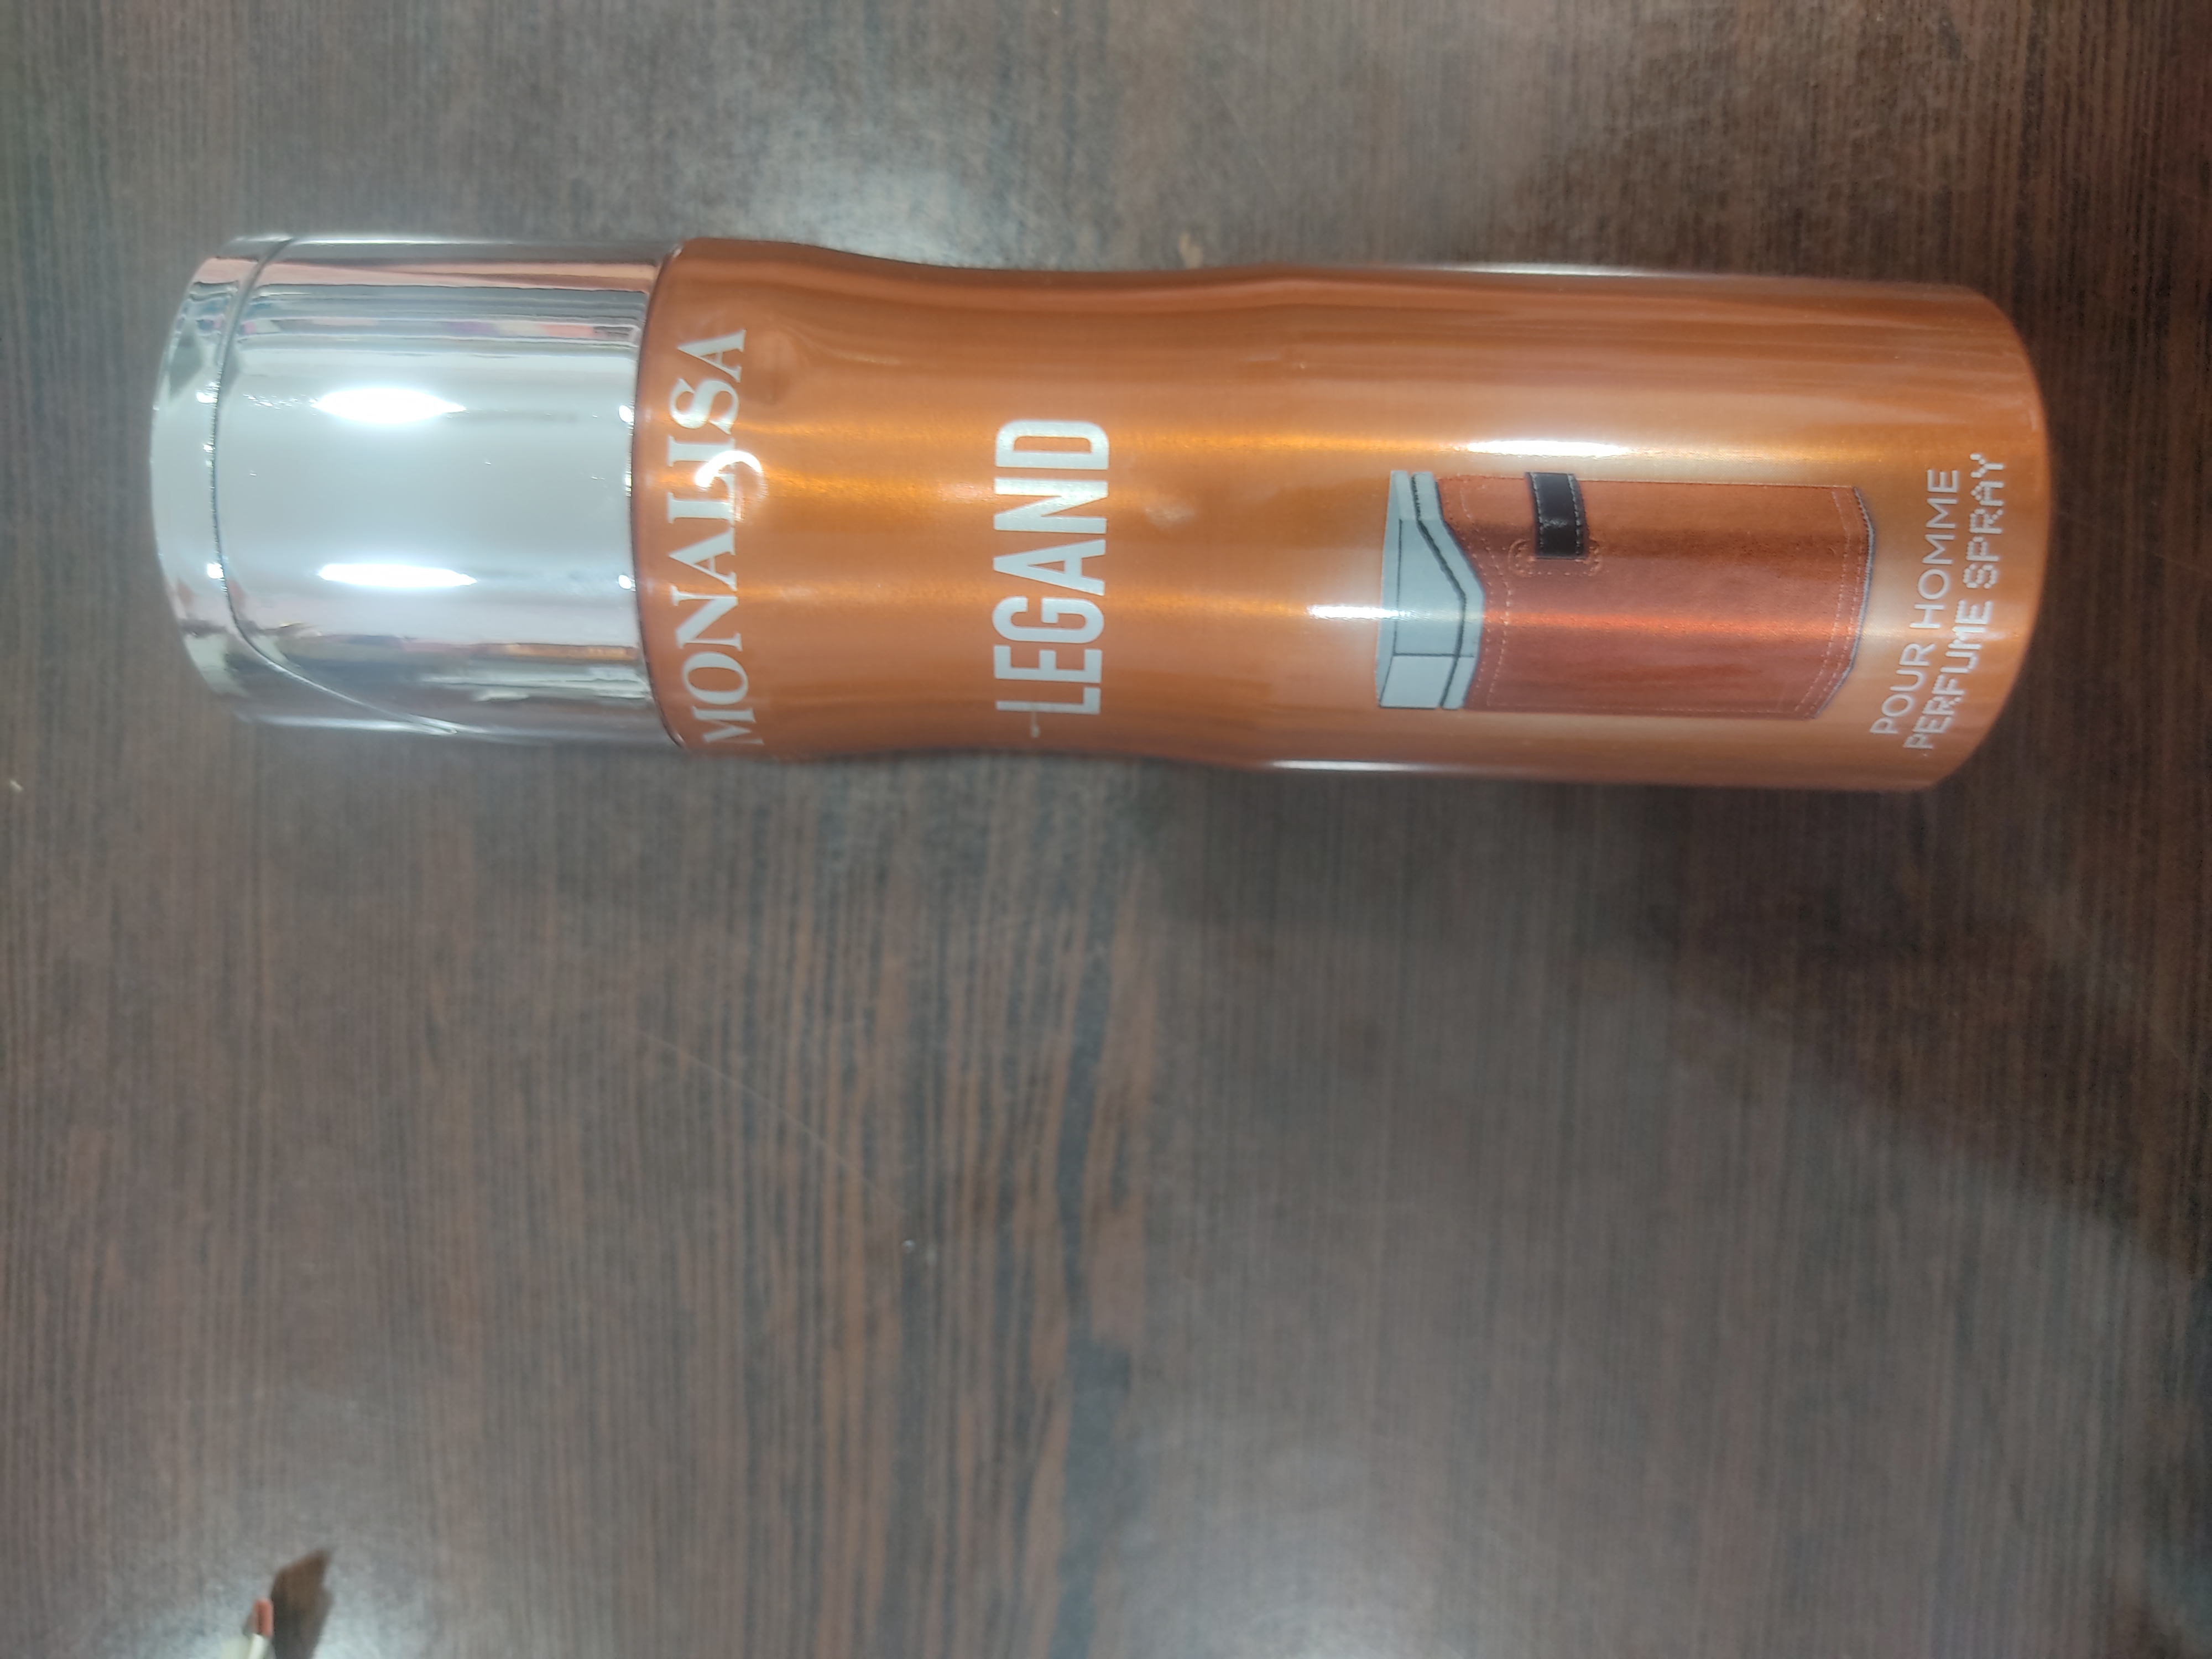 MONALISA
LEGAND
POUR HOMME
PERFUME SPRAY